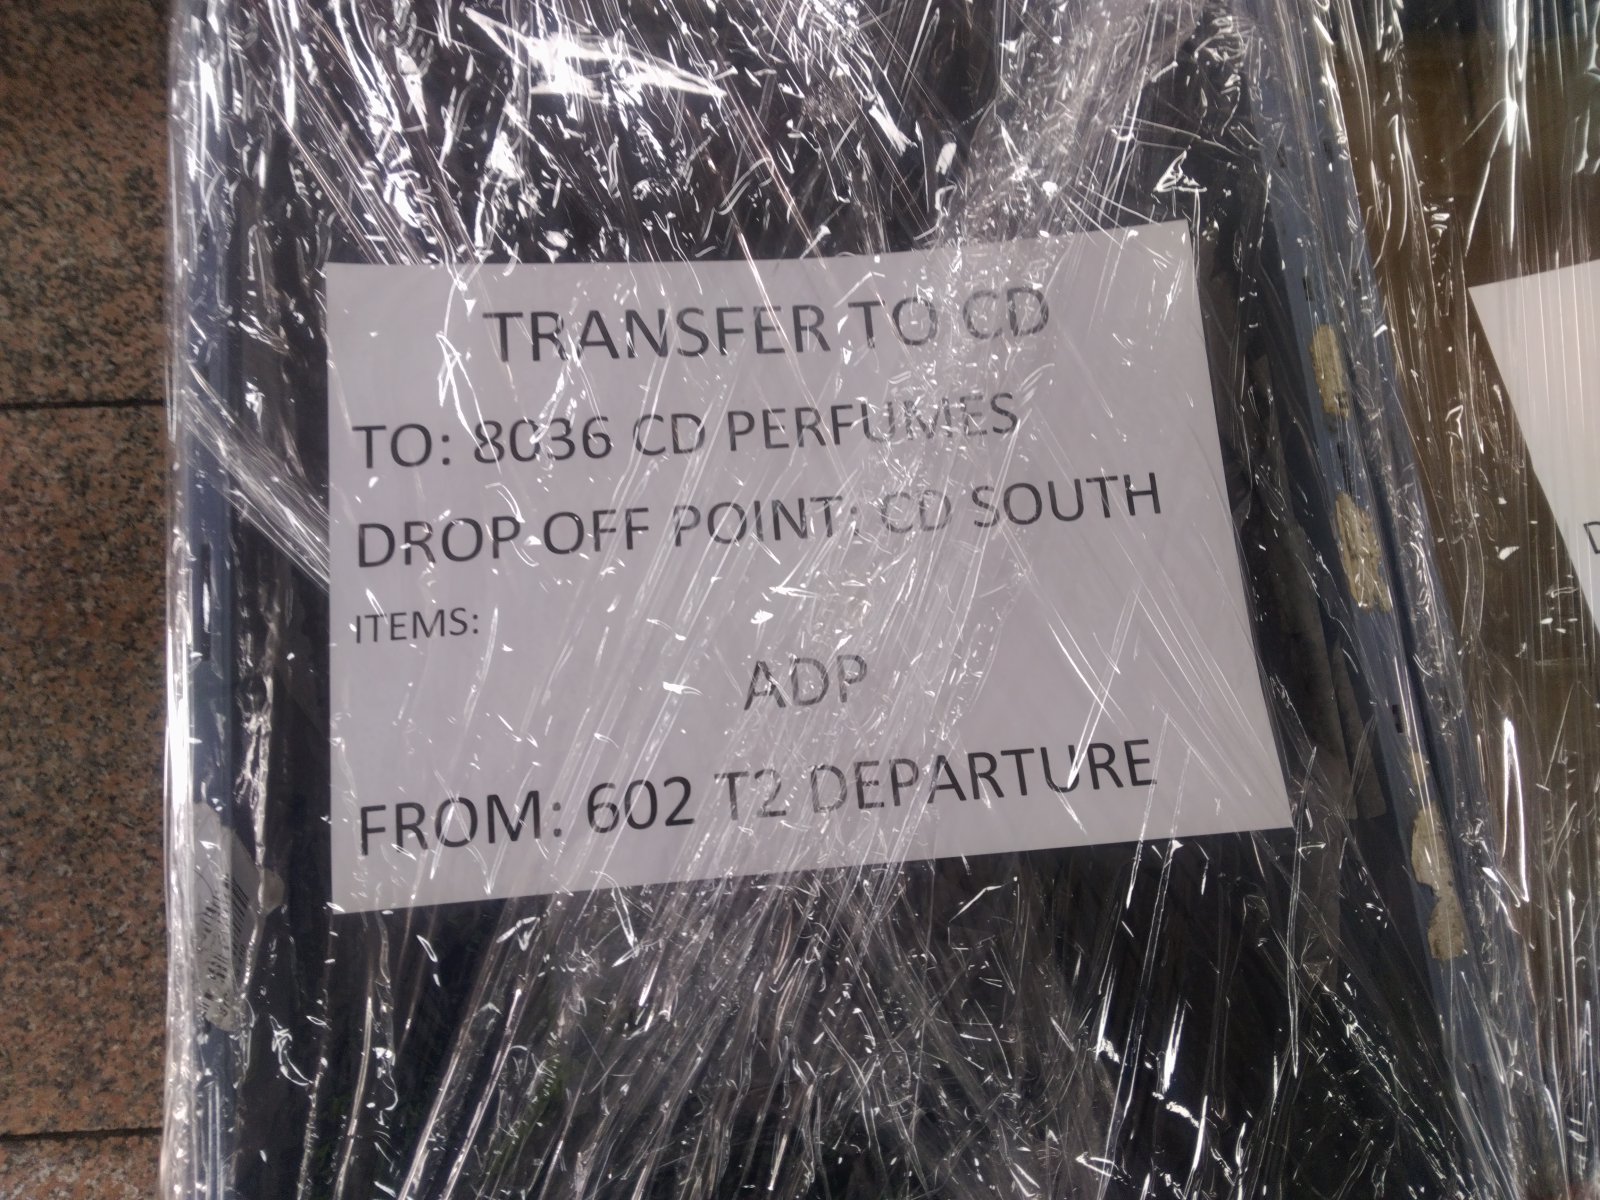 TRANSFER TO CD
TO: 8036 CD PERFUMES
DROP OFF POINT: CD SOUTH
ITEMS:
ADP
FROM: 602 T2 DEPARTURE
D